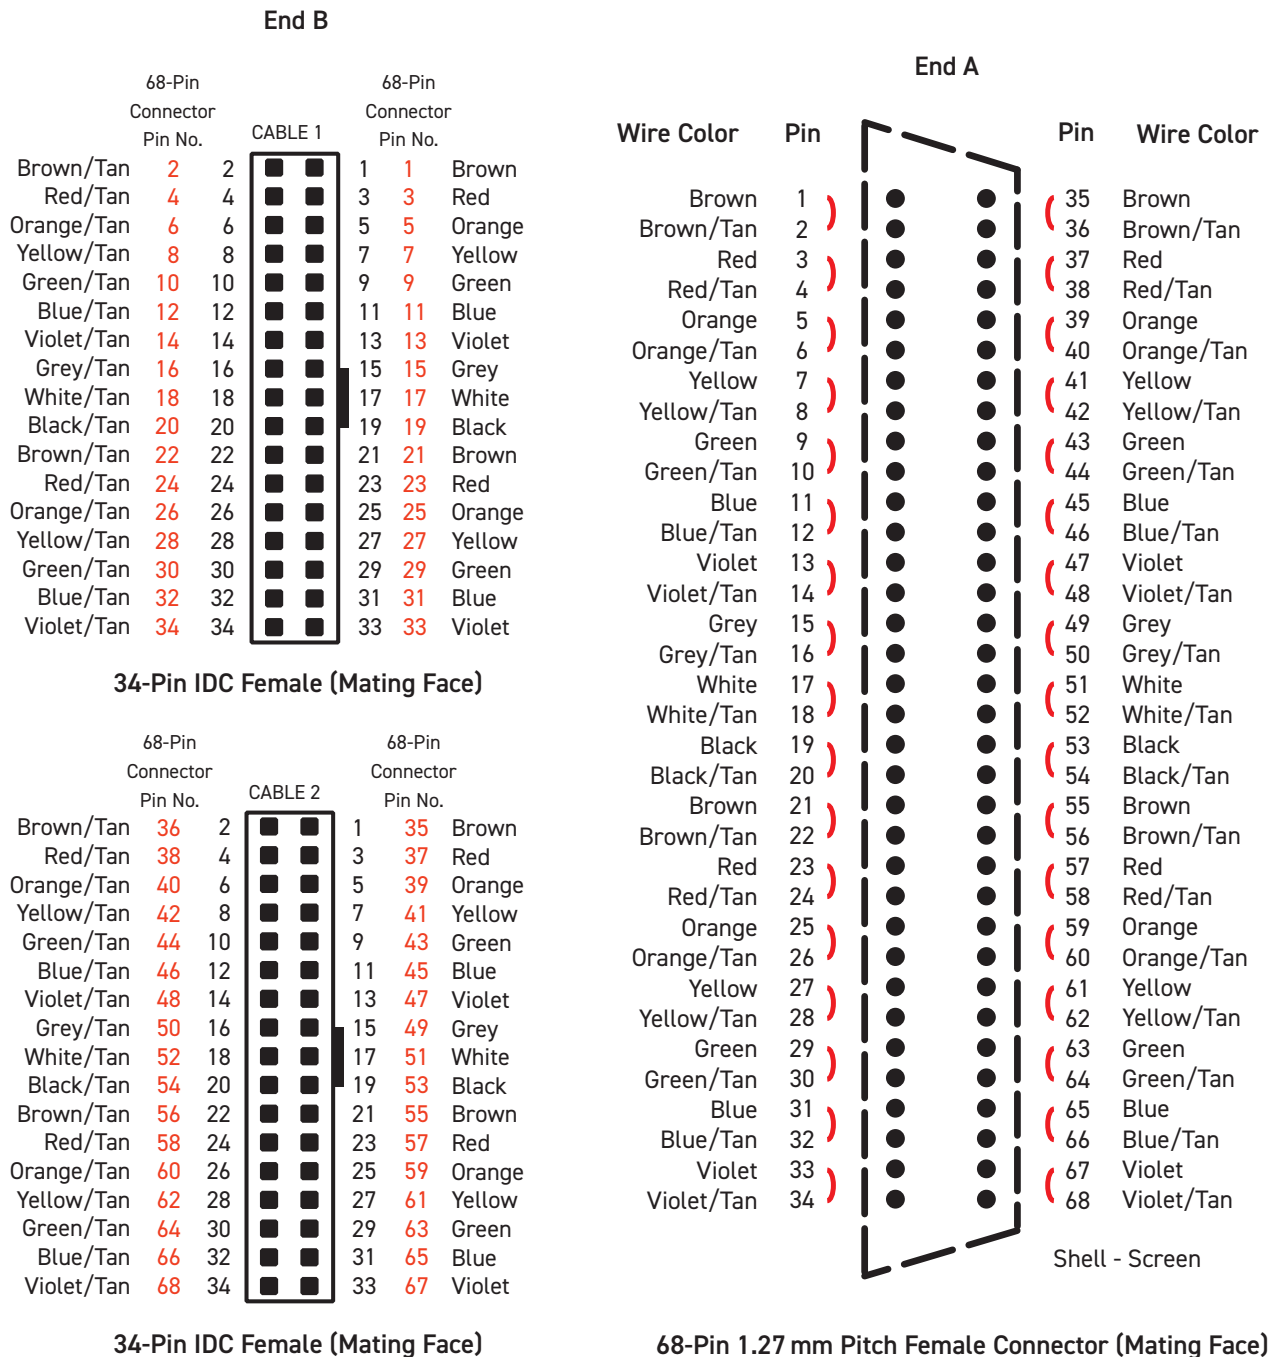 End B
68-Pin Connector Pin No.
CABLE 1
68-Pin Connector Pin No.
Brown/Tan 2 2 1 1 Brown
Red/Tan 4 4 3 3 Red
Orange/Tan 6 6 5 5 Orange
Yellow/Tan 8 8 7 7 Yellow
Green/Tan 10 10 9 9 Green
Blue/Tan 12 12 11 11 Blue
Violet/Tan 14 14 13 13 Violet
Grey/Tan 16 16 15 15 Grey
White/Tan 18 18 17 17 White
Black/Tan 20 20 19 19 Black
Brown/Tan 22 22 21 21 Brown
Red/Tan 24 24 23 23 Red
Orange/Tan 26 26 25 25 Orange
Yellow/Tan 28 28 27 27 Yellow
Green/Tan 30 30 29 29 Green
Blue/Tan 32 32 31 31 Blue
Violet/Tan 34 34 33 33 Violet
34-Pin IDC Female (Mating Face)
68-Pin Connector Pin No.
CABLE 2
68-Pin Connector Pin No.
Brown/Tan 36 2 1 35 Brown
Red/Tan 38 4 3 37 Red
Orange/Tan 40 6 5 39 Orange
Yellow/Tan 42 8 7 41 Yellow
Green/Tan 44 10 9 43 Green
Blue/Tan 46 12 11 45 Blue
Violet/Tan 48 14 13 47 Violet
Grey/Tan 50 16 15 49 Grey
White/Tan 52 18 17 51 White
Black/Tan 54 20 19 53 Black
Brown/Tan 56 22 21 55 Brown
Red/Tan 58 24 23 57 Red
Orange/Tan 60 26 25 59 Orange
Yellow/Tan 62 28 27 61 Yellow
Green/Tan 64 30 29 63 Green
Blue/Tan 66 32 31 65 Blue
Violet/Tan 68 34 33 67 Violet
34-Pin IDC Female (Mating Face)
End A
Wire Color Pin Pin Wire Color
Brown 1 35 Brown
Brown/Tan 2 36 Brown/Tan
Red 3 37 Red
Red/Tan 4 38 Red/Tan
Orange 5 39 Orange
Orange/Tan 6 40 Orange/Tan
Yellow 7 41 Yellow
Yellow/Tan 8 42 Yellow/Tan
Green 9 43 Green
Green/Tan 10 44 Green/Tan
Blue 11 45 Blue
Blue/Tan 12 46 Blue/Tan
Violet 13 47 Violet
Violet/Tan 14 48 Violet/Tan
Grey 15 49 Grey
Grey/Tan 16 50 Grey/Tan
White 17 51 White
White/Tan 18 52 White/Tan
Black 19 53 Black
Black/Tan 20 54 Black/Tan
Brown 21 55 Brown
Brown/Tan 22 56 Brown/Tan
Red 23 57 Red
Red/Tan 24 58 Red/Tan
Orange 25 59 Orange
Orange/Tan 26 60 Orange/Tan
Yellow 27 61 Yellow
Yellow/Tan 28 62 Yellow/Tan
Green 29 63 Green
Green/Tan 30 64 Green/Tan
Blue 31 65 Blue
Blue/Tan 32 66 Blue/Tan
Violet 33 67 Violet
Violet/Tan 34 68 Violet/Tan
Shell - Screen
68-Pin 1.27 mm Pitch Female Connector (Mating Face)